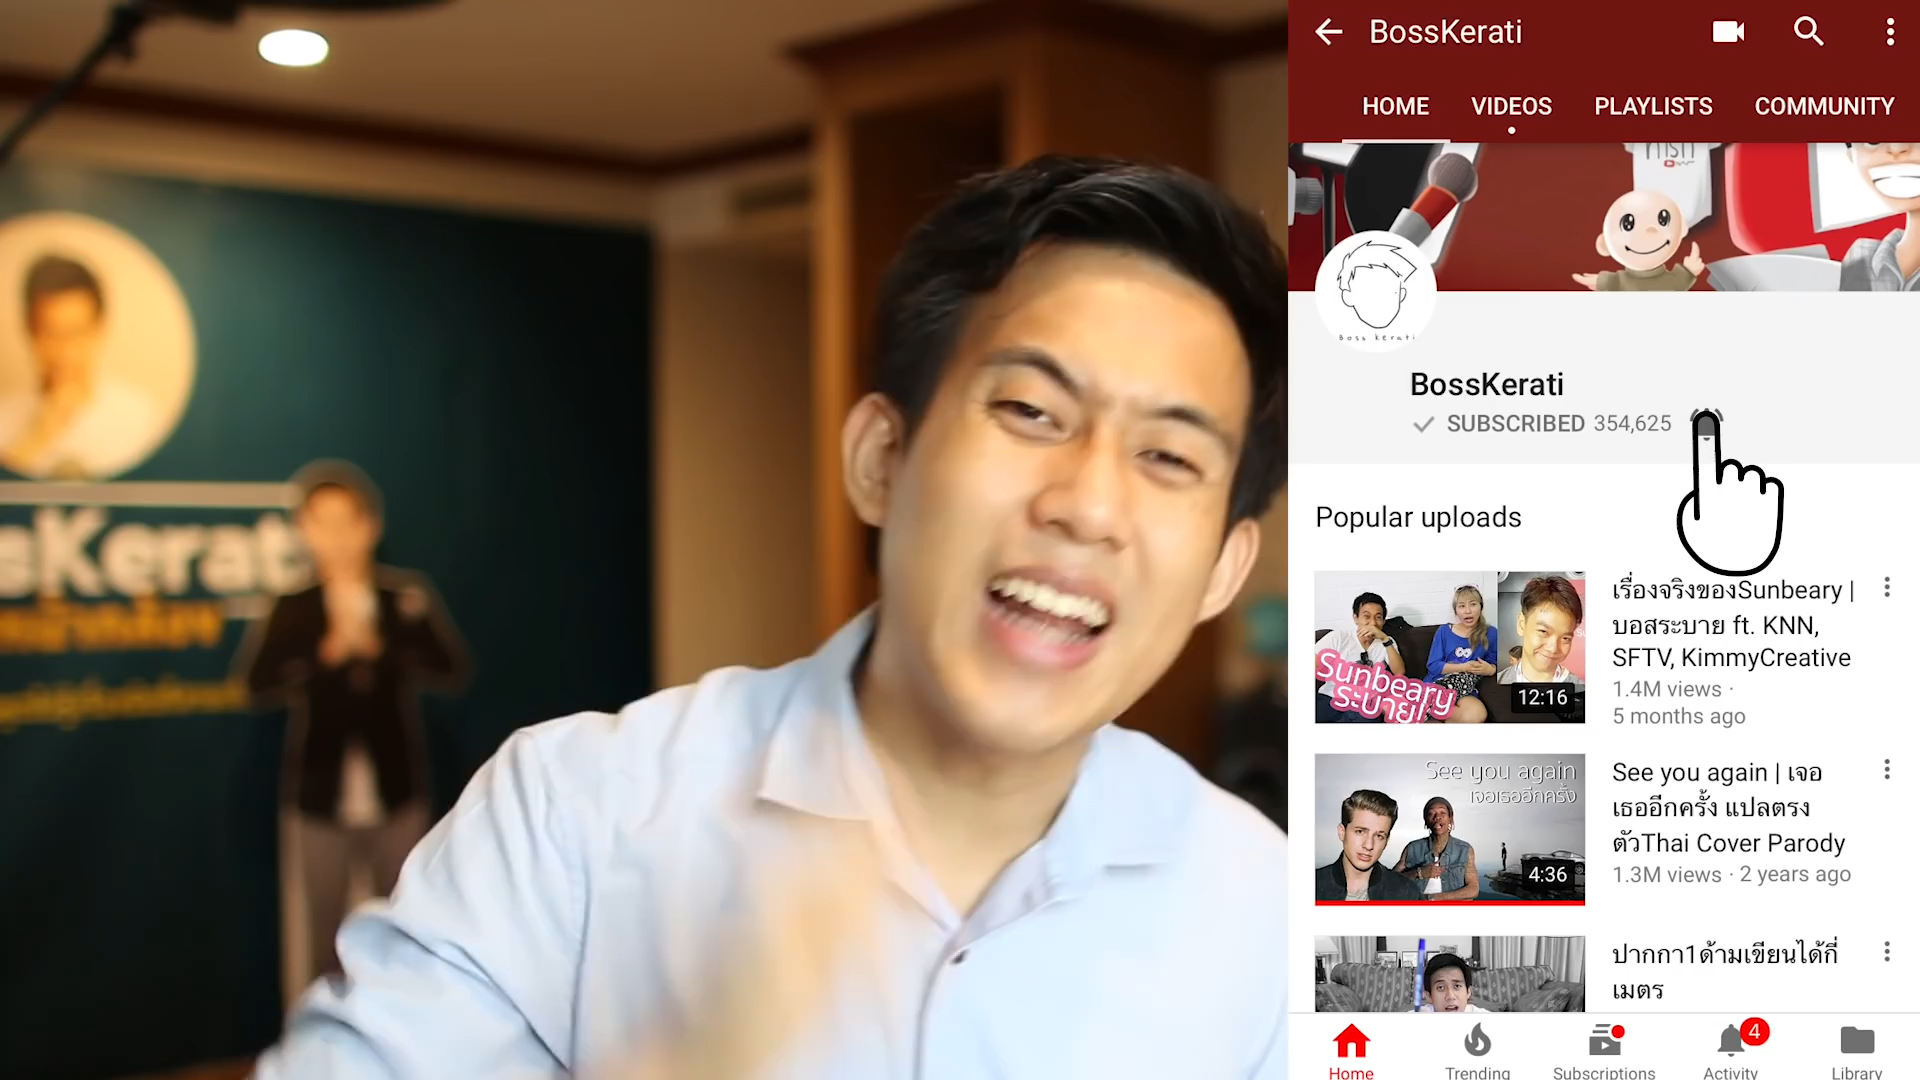 BossKerati
HOME VIDEOS PLAYLISTS COMMUNITY
Boss kerati
BossKerati
SUBSCRIBED 354,625
Popular uploads
Sunbeary
ระบาย!
12:16
เรื่องจริงของSunbeary |
บอสระบาย ft. KNN,
SFTV, KimmyCreative
1.4M views ·
5 months ago
See you again
เจอเธออีกครั้ง
4:36
See you again | เจอ
เธออีกครั้ง แปลตรง
ตัวThai Cover Parody
1.3M views · 2 years ago
ปากกา1ด้ามเขียนได้กี่
เมตร
4
Home Trending Subscriptions Activity Library
sKerati